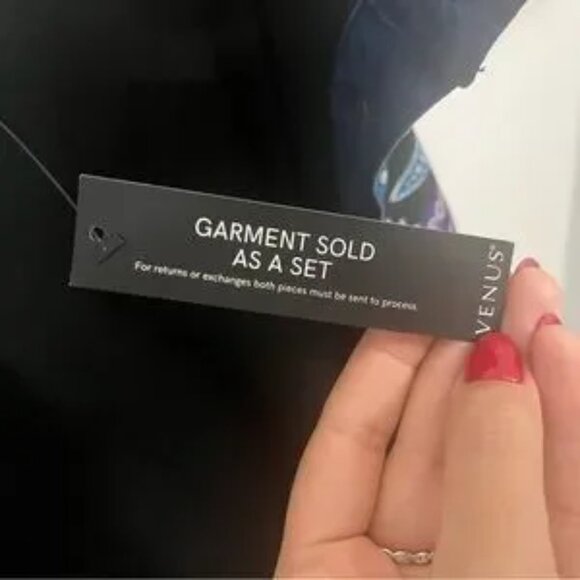 GARMENT SOLD
AS A SET
For returns or exchanges both pieces must be sent to process
VENUS®